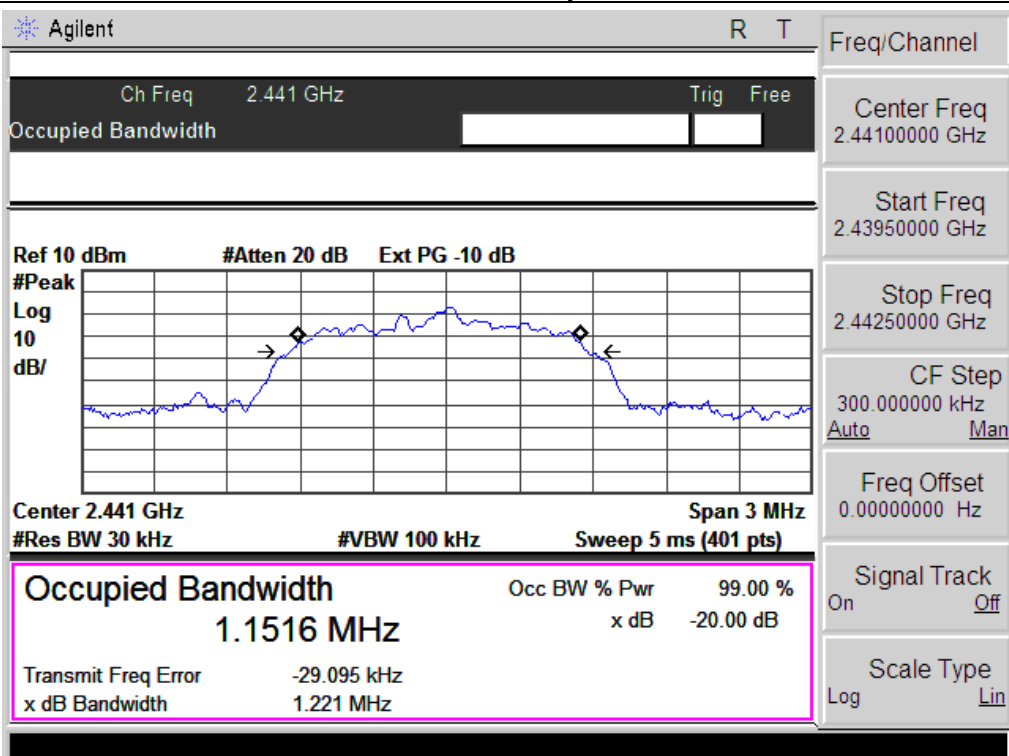 Agilent R T
Ch Freq 2.441 GHz Trig Free
Occupied Bandwidth
Ref 10 dBm #Atten 20 dB Ext PG -10 dB
#Peak
Log
10
dB/
Center 2.441 GHz Span 3 MHz
#Res BW 30 kHz #VBW 100 kHz Sweep 5 ms (401 pts)
Occupied Bandwidth Occ BW % Pwr 99.00 %
1.1516 MHz x dB -20.00 dB
Transmit Freq Error -29.095 kHz
x dB Bandwidth 1.221 MHz
Freq/Channel
Center Freq
2.44100000 GHz
Start Freq
2.43950000 GHz
Stop Freq
2.44250000 GHz
CF Step
300.000000 kHz
Auto Man
Freq Offset
0.00000000 Hz
Signal Track
On Off
Scale Type
Log Lin